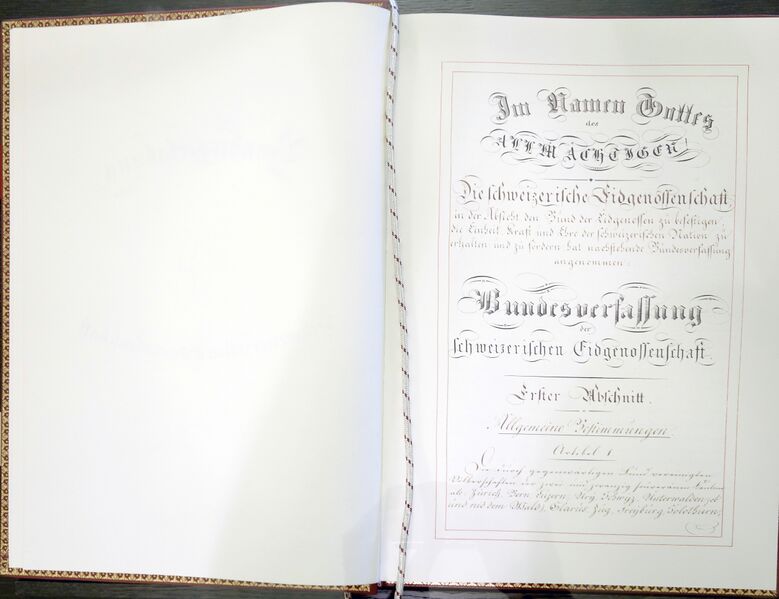 Im Namen Gottes
des
ALLMÄCHTIGEN!
Die schweizerische Eidgenossenschaft,
in der Absicht den Bund der Eidgenossen zu befestigen,
die Einheit Kraft und Ehre der schweizerischen Nation zu
erhalten und zu fördern, hat nachstehende Bundesverfassung
angenommen:
Bundesverfassung
der
schweizerischen Eidgenossenschaft.
Erster Abschnitt.
Allgemeine Bestimmungen.
Artikel 1
Die durch gegenwärtigen Bund vereinigten
Völkerschaften der zwei und zwanzig souveränen Kantone
als: Zürich, Bern, Luzern, Ury, Schwyz, Unterwalden, ob
und nid dem Wald, Glarus, Zug, Freyburg, Solothurn,